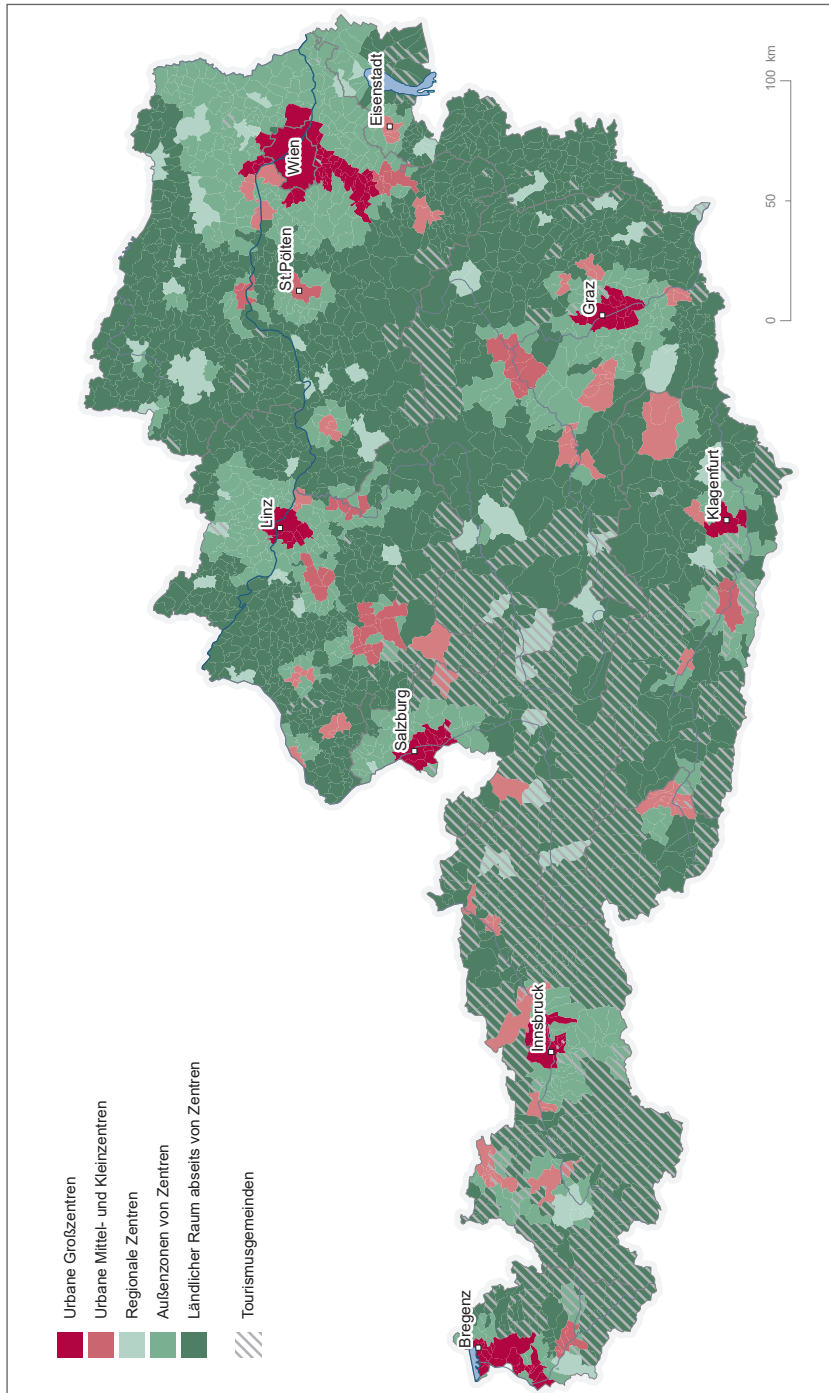 Urbane Großzentren
Urbane Mittel- und Kleinzentren
Regionale Zentren
Außenzonen von Zentren
Ländlicher Raum abseits von Zentren
Tourismusgemeinden
Bregenz
Innsbruck
Salzburg
Linz
St.Pölten
Wien
Eisenstadt
Graz
Klagenfurt
0 50 100 km